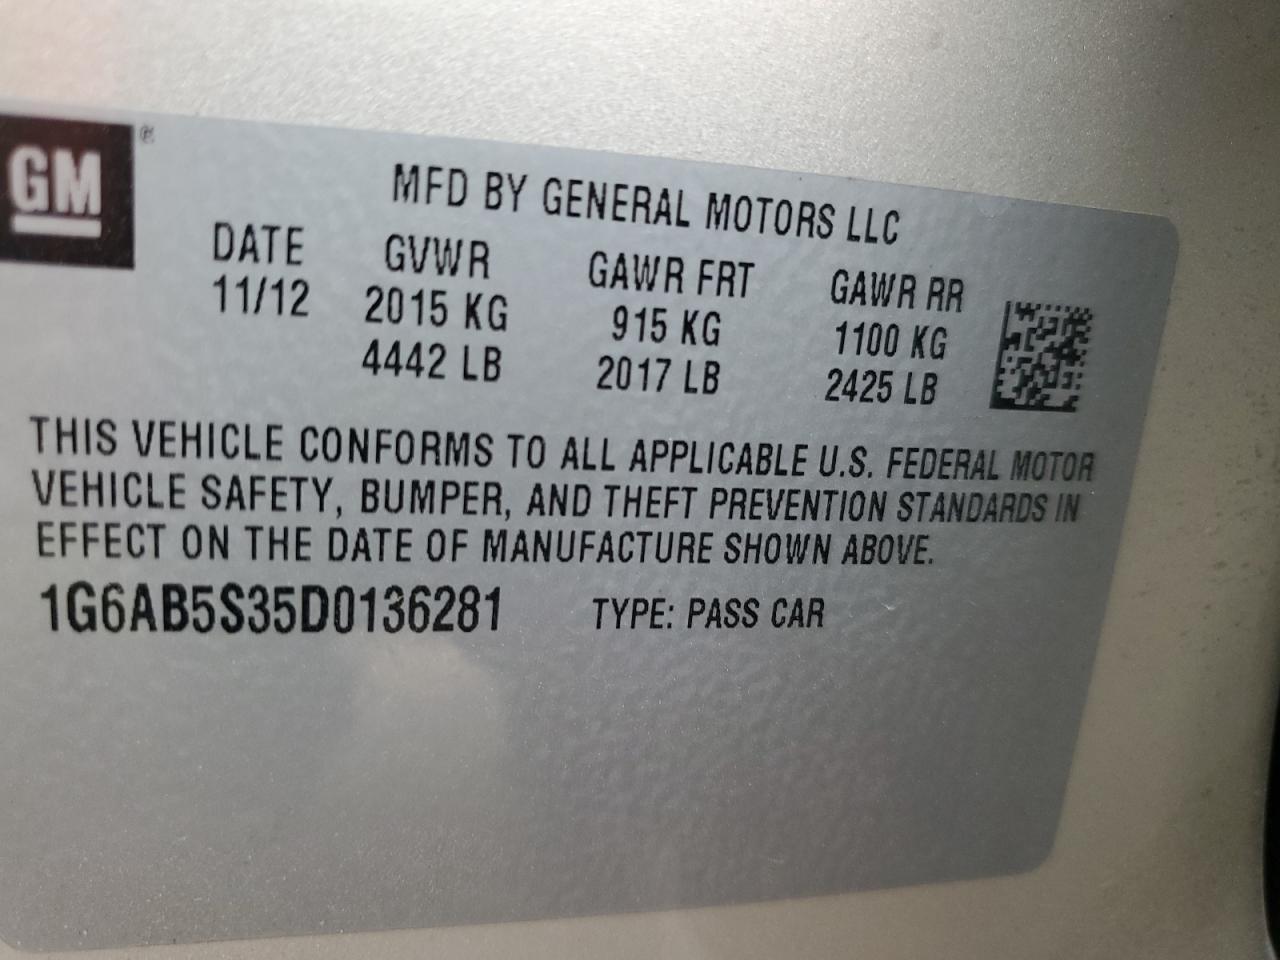 GM ®
MFD BY GENERAL MOTORS LLC
DATE GVWR GAWR FRT GAWR RR
11/12 2015 KG 915 KG 1100 KG
4442 LB 2017 LB 2425 LB
THIS VEHICLE CONFORMS TO ALL APPLICABLE U.S. FEDERAL MOTOR
VEHICLE SAFETY, BUMPER, AND THEFT PREVENTION STANDARDS IN
EFFECT ON THE DATE OF MANUFACTURE SHOWN ABOVE.
1G6AB5S35D0136281 TYPE: PASS CAR